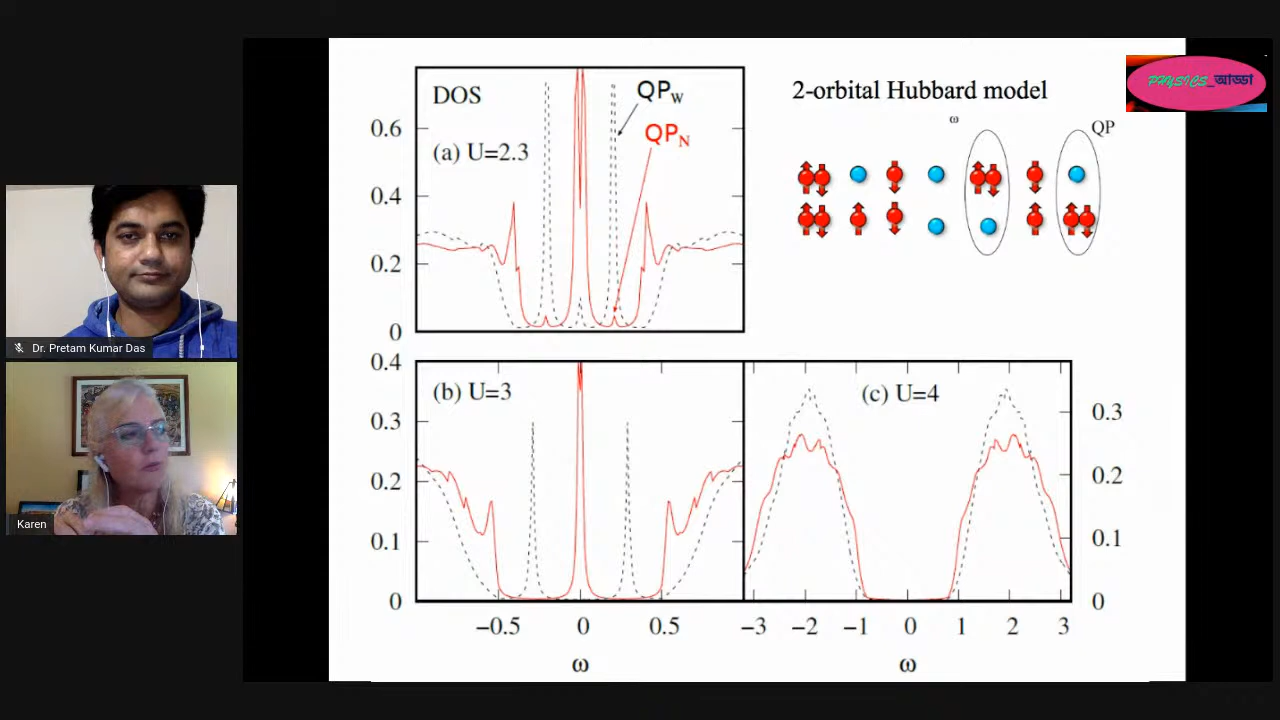 DOS
QPW
QPN
(a) U=2.3
0.6
0.4
0.2
0
2-orbital Hubbard model
ω
QP
PHYSICS_আড্ডা
Dr. Pretam Kumar Das
Karen
(b) U=3
0.4
0.3
0.2
0.1
0
(c) U=4
0.3
0.2
0.1
0
−0.5 0 0.5
−3 −2 −1 0 1 2 3
ω
ω